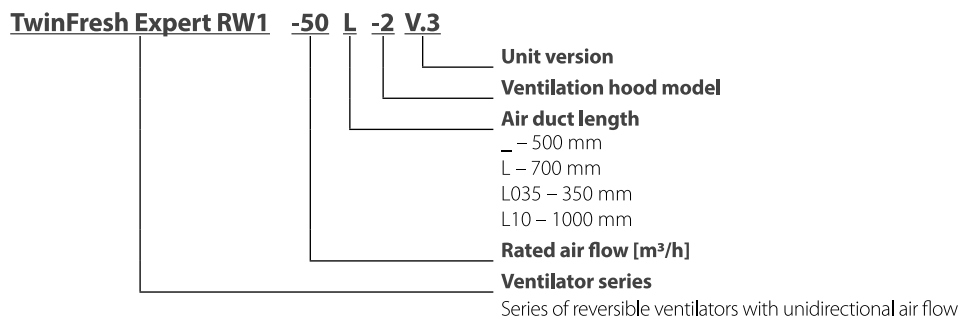 TwinFresh Expert RW1 -50 L -2 V.3
Unit version
Ventilation hood model
Air duct length
_ – 500 mm
L – 700 mm
L035 – 350 mm
L10 – 1000 mm
Rated air flow [m³/h]
Ventilator series
Series of reversible ventilators with unidirectional air flow